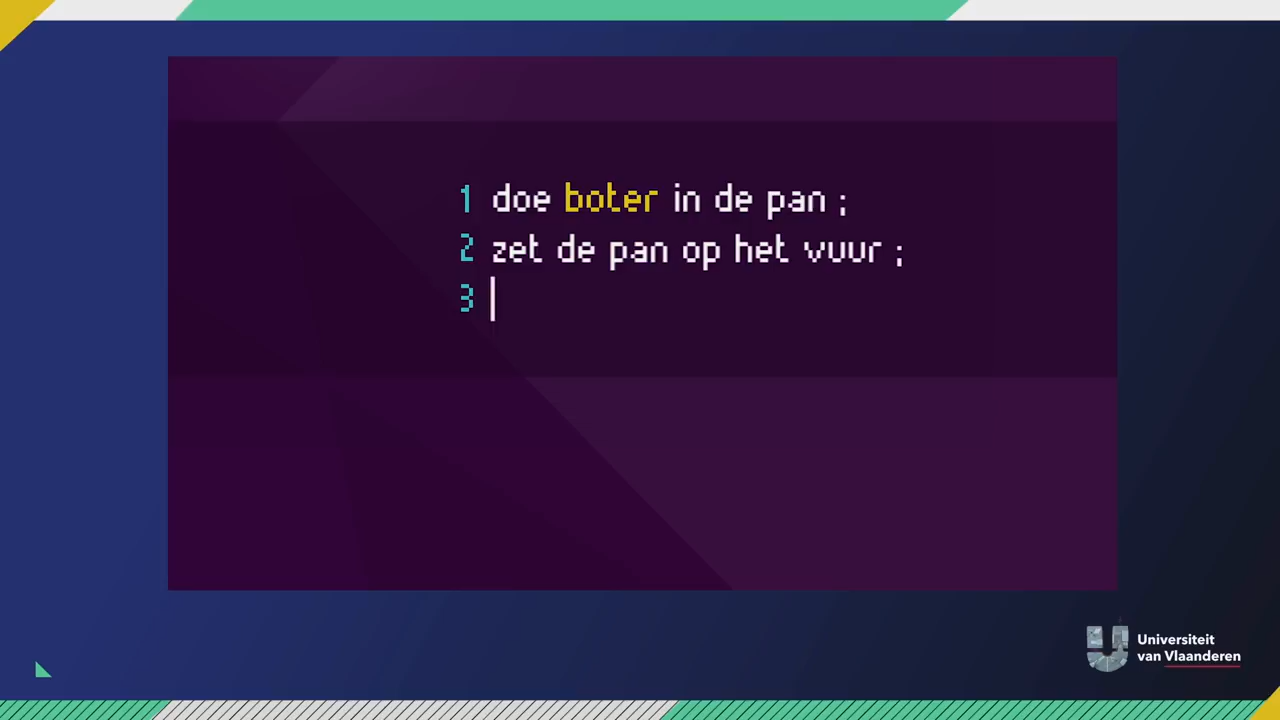 1 doe boter in de pan ;
2 zet de pan op het vuur ;
3
Universiteit
van Vlaanderen